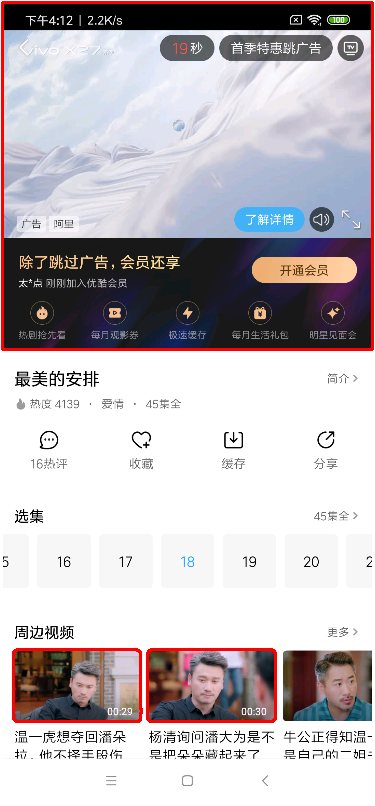 下午4:12 | 2.2K/s
100
vivo X27
19秒
首季特惠跳广告
TV
广告
阿里
了解详情
除了跳过广告，会员还享
太*点 刚刚加入优酷会员
开通会员
热剧抢先看
每月观影券
极速缓存
每月生活礼包
明星见面会
最美的安排
简介 >
热度 4139 · 爱情 · 45集全
16热评
收藏
缓存
分享
选集
45集全 >
5 16 17 18 19 20 2
周边视频
更多 >
00:29
00:30
温一虎想夺回潘朵
拉，他不择手段伤
杨清询问潘大为是不
是把朵朵藏起来了
牛公正得知温一
是自己的二姐夫